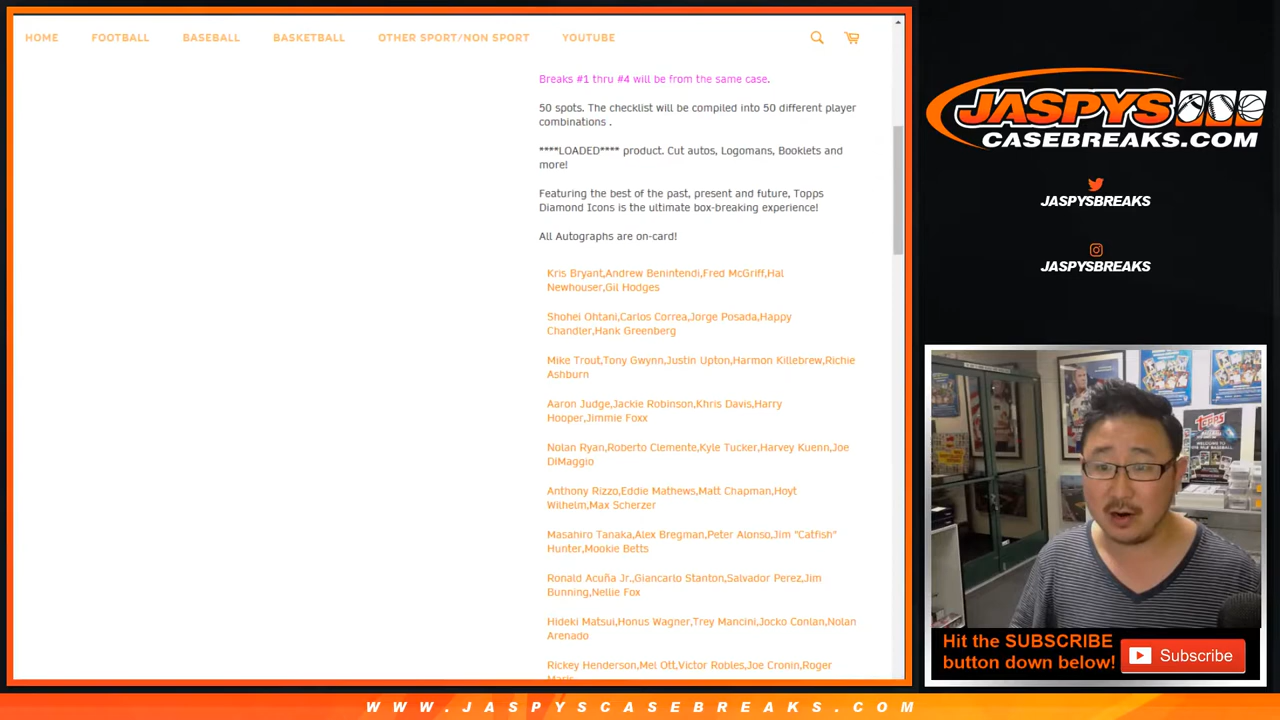 HOME FOOTBALL BASEBALL BASKETBALL OTHER SPORT/NON SPORT YOUTUBE
Breaks #1 thru #4 will be from the same case.
50 spots. The checklist will be compiled into 50 different player
combinations .
****LOADED**** product. Cut autos, Logomans, Booklets and
more!
Featuring the best of the past, present and future, Topps
Diamond Icons is the ultimate box-breaking experience!
All Autographs are on-card!
Kris Bryant,Andrew Benintendi,Fred McGriff,Hal
Newhouser,Gil Hodges
Shohei Ohtani,Carlos Correa,Jorge Posada,Happy
Chandler,Hank Greenberg
Mike Trout,Tony Gwynn,Justin Upton,Harmon Killebrew,Richie
Ashburn
Aaron Judge,Jackie Robinson,Khris Davis,Harry
Hooper,Jimmie Foxx
Nolan Ryan,Roberto Clemente,Kyle Tucker,Harvey Kuenn,Joe
DiMaggio
Anthony Rizzo,Eddie Mathews,Matt Chapman,Hoyt
Wilhelm,Max Scherzer
Masahiro Tanaka,Alex Bregman,Peter Alonso,Jim "Catfish"
Hunter,Mookie Betts
Ronald Acuña Jr.,Giancarlo Stanton,Salvador Perez,Jim
Bunning,Nellie Fox
Hideki Matsui,Honus Wagner,Trey Mancini,Jocko Conlan,Nolan
Arenado
Rickey Henderson,Mel Ott,Victor Robles,Joe Cronin,Roger
Maris
JASPYS
CASEBREAKS.COM
JASPYSBREAKS
JASPYSBREAKS
TOPPS
Hit the SUBSCRIBE
button down below!
Subscribe
WWW.JASPYSCASEBREAKS.COM